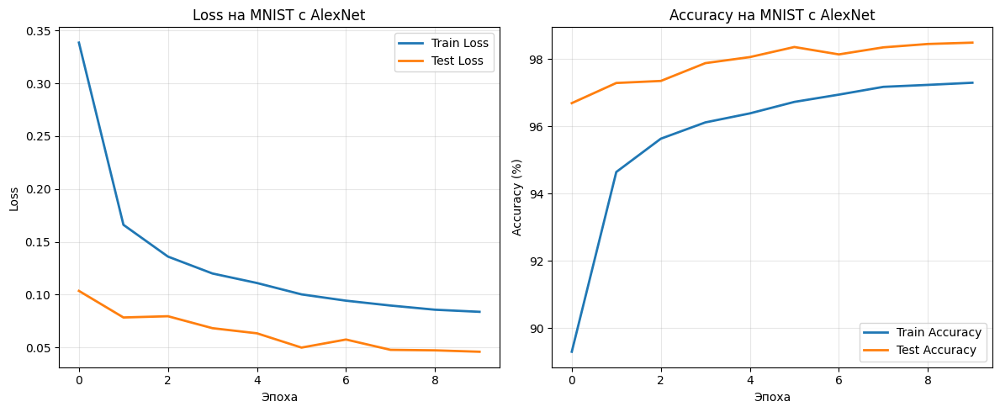 Loss на MNIST с AlexNet
0.35
0.30
0.25
0.20
0.15
0.10
0.05
Loss
0 2 4 6 8
Эпоха
Train Loss
Test Loss
Accuracy на MNIST с AlexNet
98
96
94
92
90
Accuracy (%)
0 2 4 6 8
Эпоха
Train Accuracy
Test Accuracy